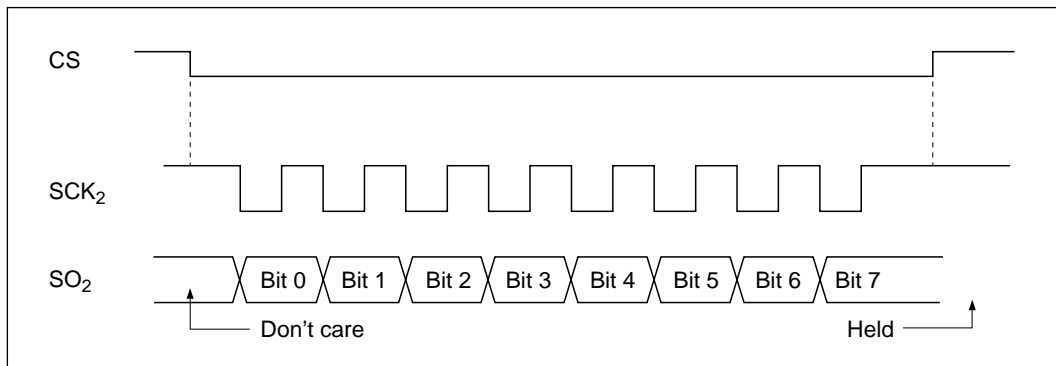 CS
SCK2
SO2 Bit 0 Bit 1 Bit 2 Bit 3 Bit 4 Bit 5 Bit 6 Bit 7
Don't care Held